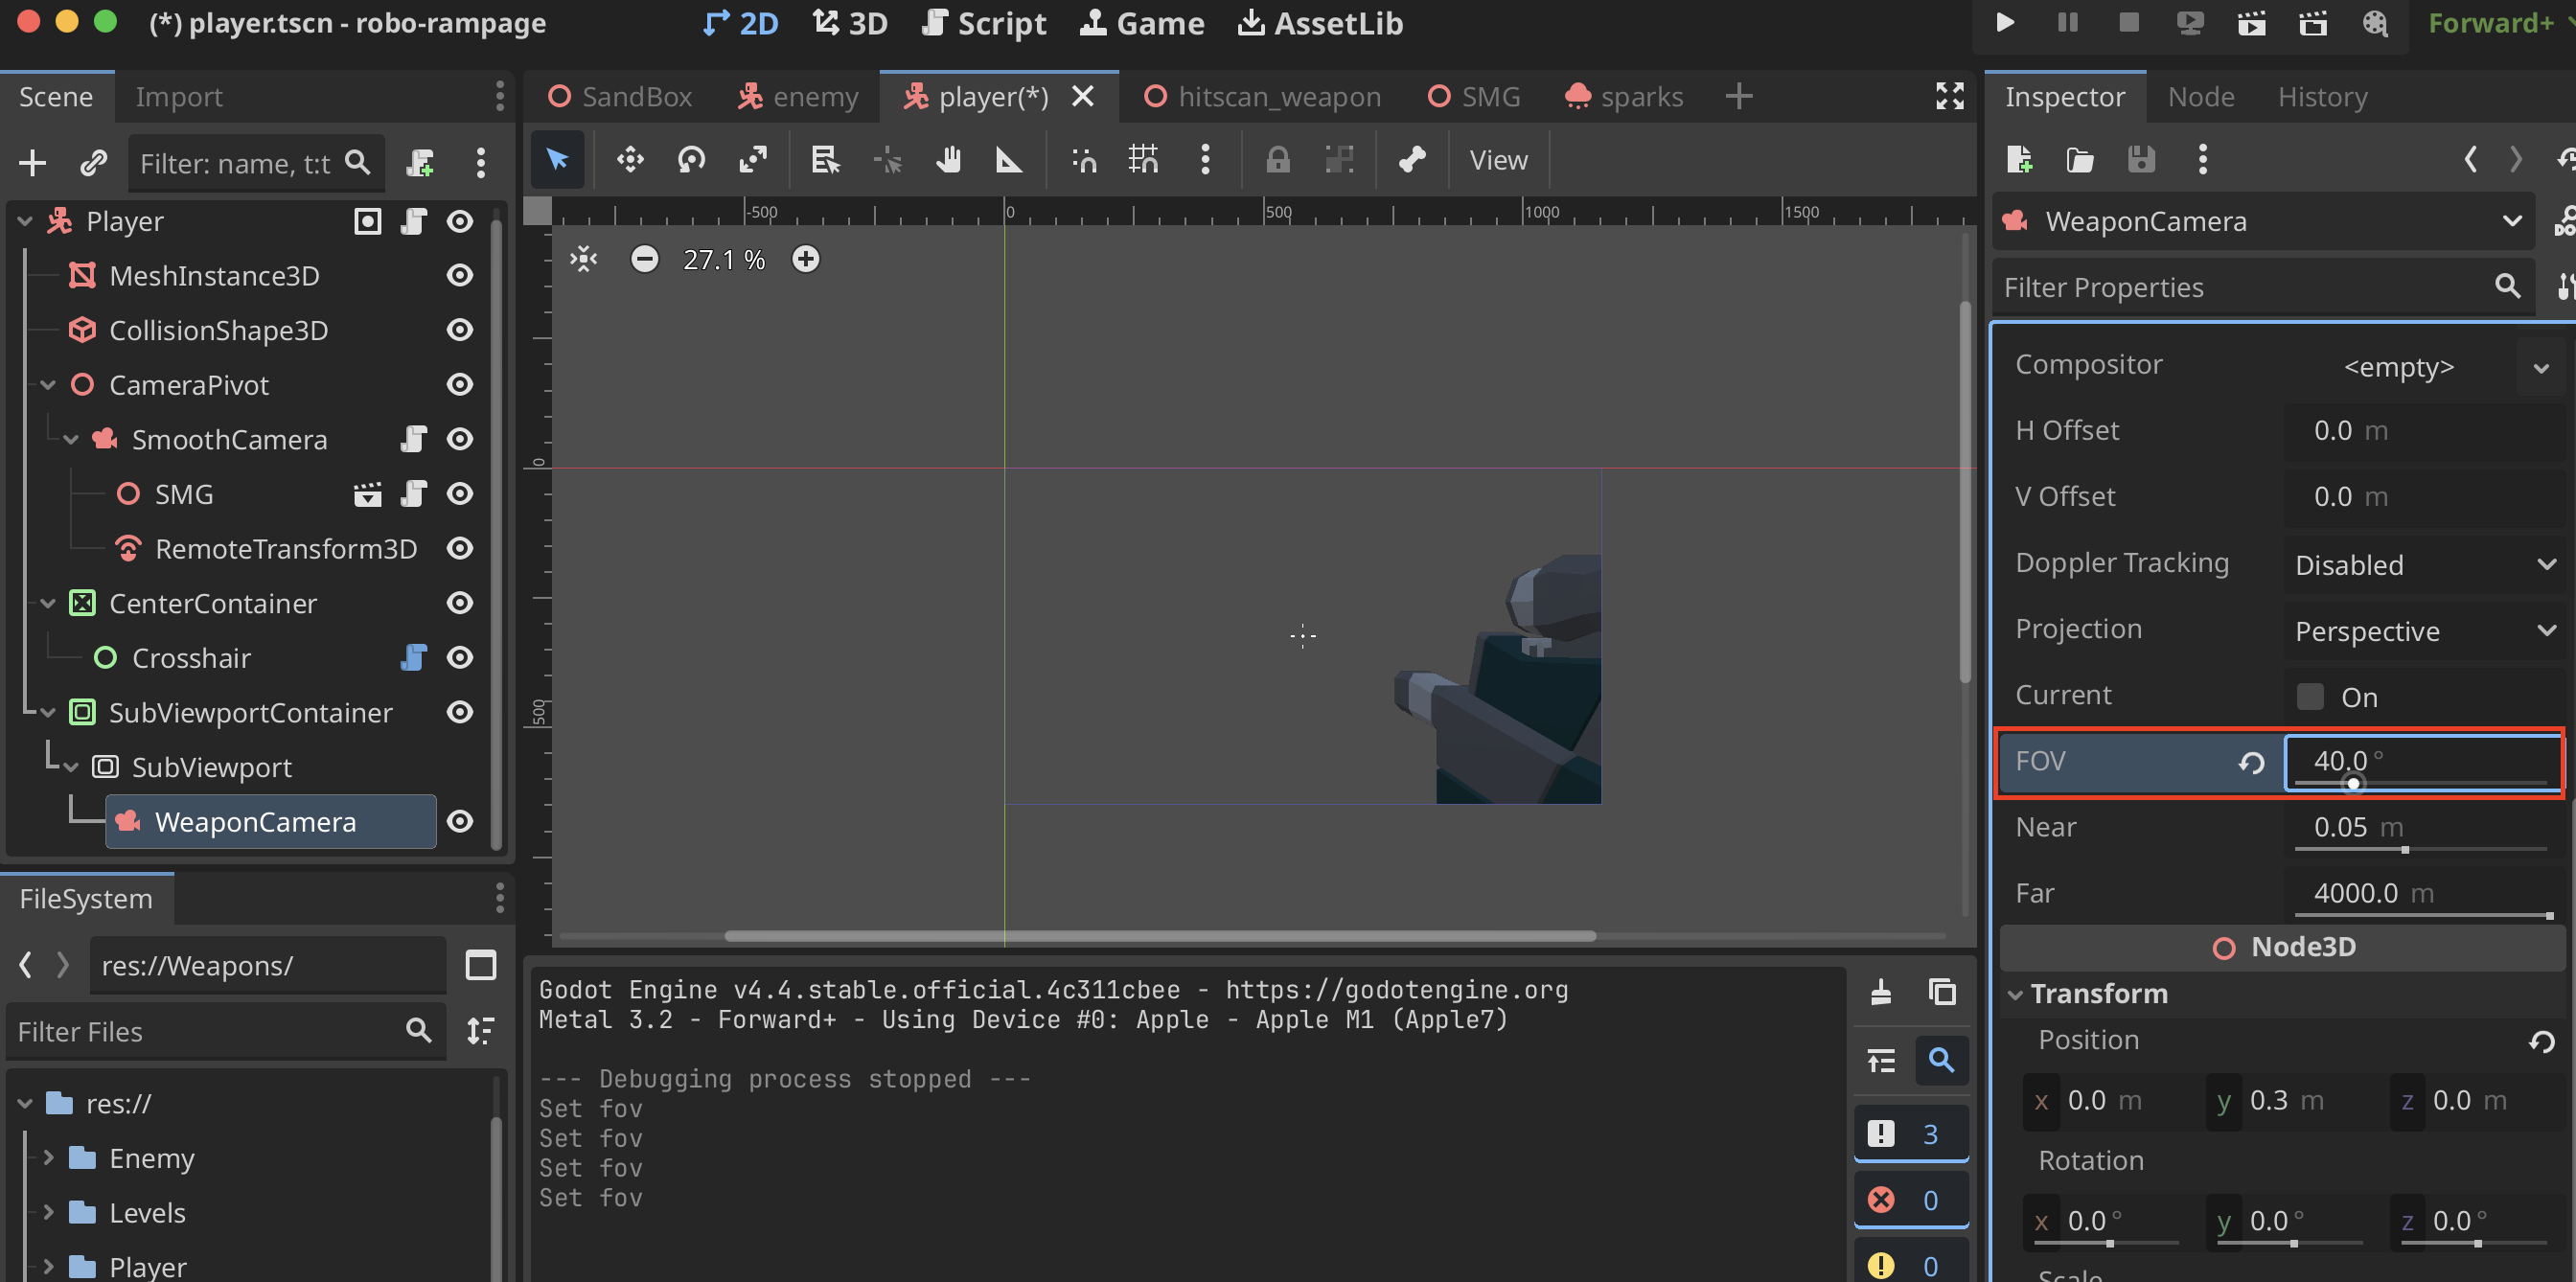 (*) player.tscn - robo-rampage
2D
3D
Script
Game
AssetLib
Forward+
Scene
Import
SandBox
enemy
player(*)
hitscan_weapon
SMG
sparks
Inspector
Node
History
Filter: name, t:t
View
-500
0
500
1000
1500
0
500
27.1 %
Player
MeshInstance3D
CollisionShape3D
CameraPivot
SmoothCamera
SMG
RemoteTransform3D
CenterContainer
Crosshair
SubViewportContainer
SubViewport
WeaponCamera
FileSystem
res://Weapons/
Filter Files
res://
Enemy
Levels
Player
Godot Engine v4.4.stable.official.4c311cbee - https://godotengine.org
Metal 3.2 - Forward+ - Using Device #0: Apple - Apple M1 (Apple7)
--- Debugging process stopped ---
Set fov
Set fov
Set fov
Set fov
3
0
0
WeaponCamera
Filter Properties
Compositor <empty>
H Offset 0.0 m
V Offset 0.0 m
Doppler Tracking Disabled
Projection Perspective
Current On
FOV 40.0 °
Near 0.05 m
Far 4000.0 m
Node3D
Transform
Position
x 0.0 m y 0.3 m z 0.0 m
Rotation
x 0.0 ° y 0.0 ° z 0.0 °
Scale